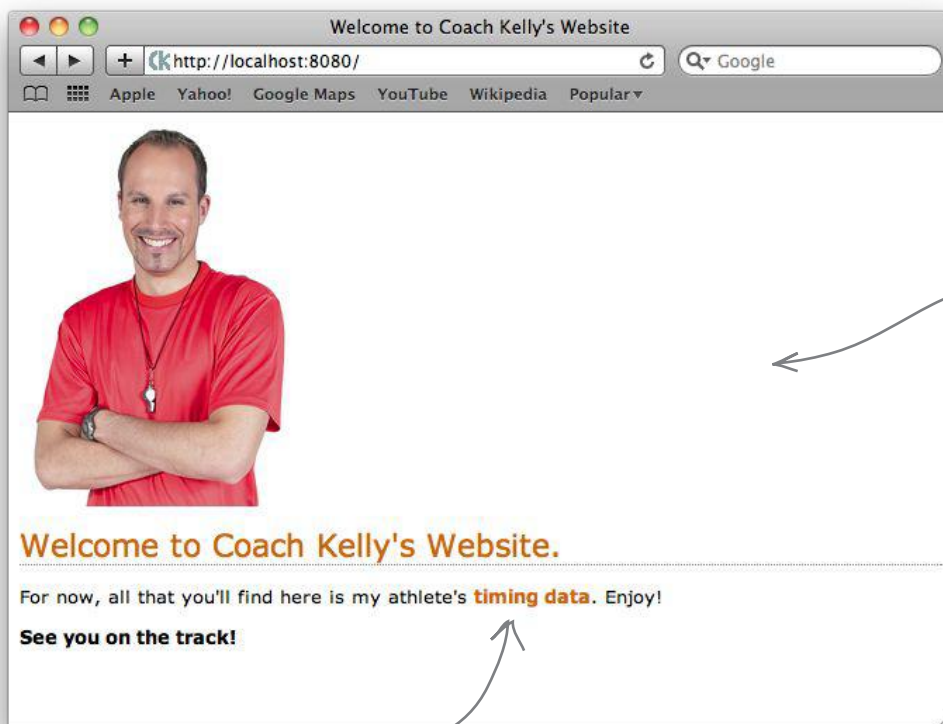 Welcome to Coach Kelly's Website
+ CK http://localhost:8080/ Google
Apple Yahoo! Google Maps YouTube Wikipedia Popular
Welcome to Coach Kelly's Website.
For now, all that you'll find here is my athlete's timing data. Enjoy!
See you on the track!